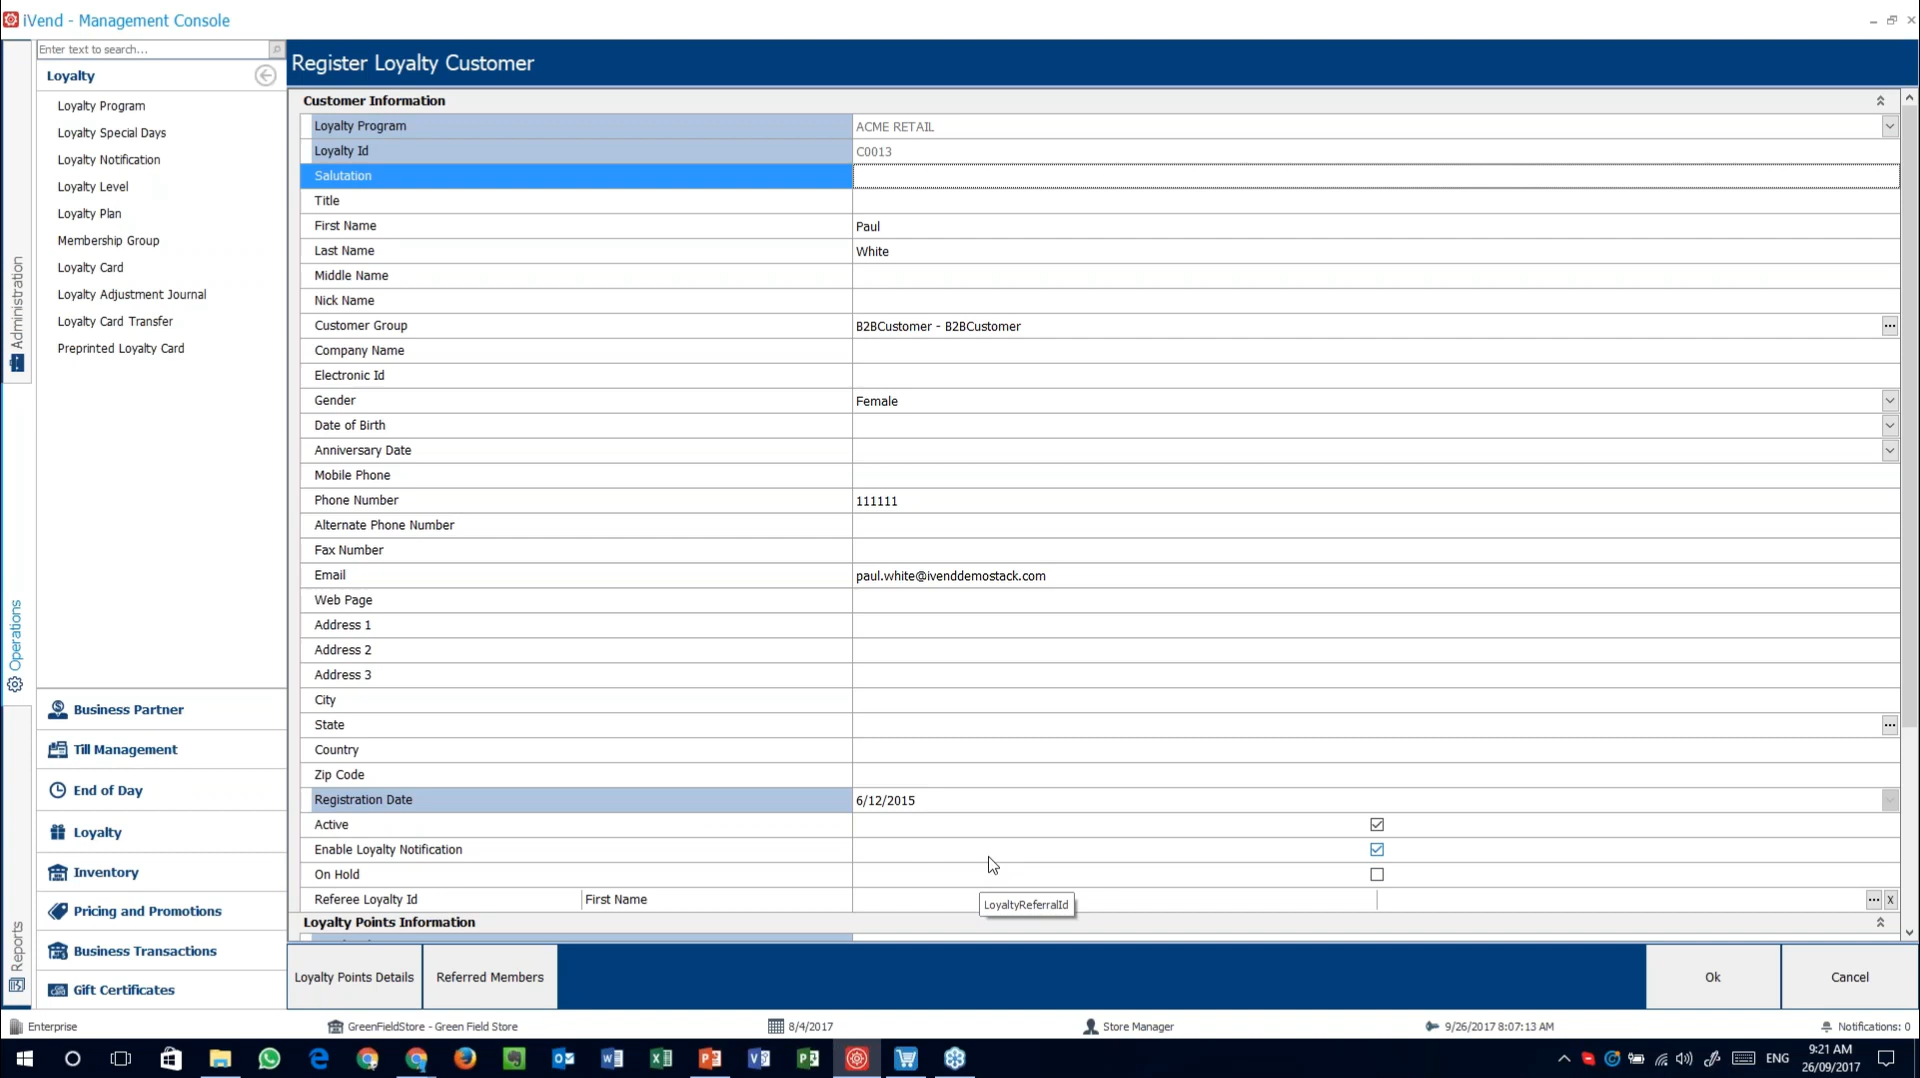 iVend - Management Console
Enter text to search...
Loyalty
Loyalty Program
Loyalty Special Days
Loyalty Notification
Loyalty Level
Loyalty Plan
Membership Group
Loyalty Card
Loyalty Adjustment Journal
Loyalty Card Transfer
Preprinted Loyalty Card
Administration
Operations
Reports
Business Partner
Till Management
End of Day
Loyalty
Inventory
Pricing and Promotions
Business Transactions
Gift Certificates
Register Loyalty Customer
Customer Information
Loyalty Program ACME RETAIL
Loyalty Id C0013
Salutation
Title
First Name Paul
Last Name White
Middle Name
Nick Name
Customer Group B2BCustomer - B2BCustomer
Company Name
Electronic Id
Gender Female
Date of Birth
Anniversary Date
Mobile Phone
Phone Number 111111
Alternate Phone Number
Fax Number
Email paul.white@ivenddemostack.com
Web Page
Address 1
Address 2
Address 3
City
State
Country
Zip Code
Registration Date 6/12/2015
Active
Enable Loyalty Notification
On Hold
Referee Loyalty Id First Name X
LoyaltyReferralId
Loyalty Points Information
Loyalty Points Details Referred Members Ok Cancel
Enterprise GreenFieldStore - Green Field Store 8/4/2017 Store Manager 9/26/2017 8:07:13 AM Notifications: 0
ENG 9:21 AM
26/09/2017